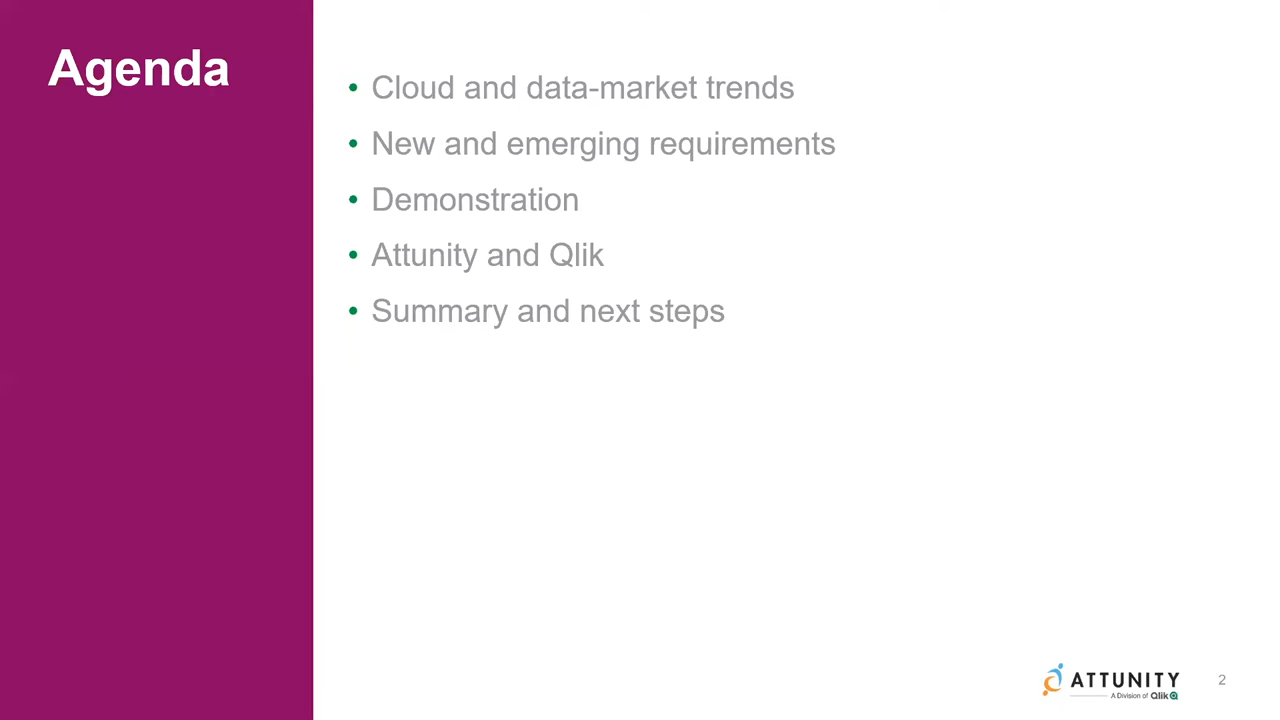 Agenda
• Cloud and data-market trends
• New and emerging requirements
• Demonstration
• Attunity and Qlik
• Summary and next steps
ATTUNITY
A Division of Qlik
2